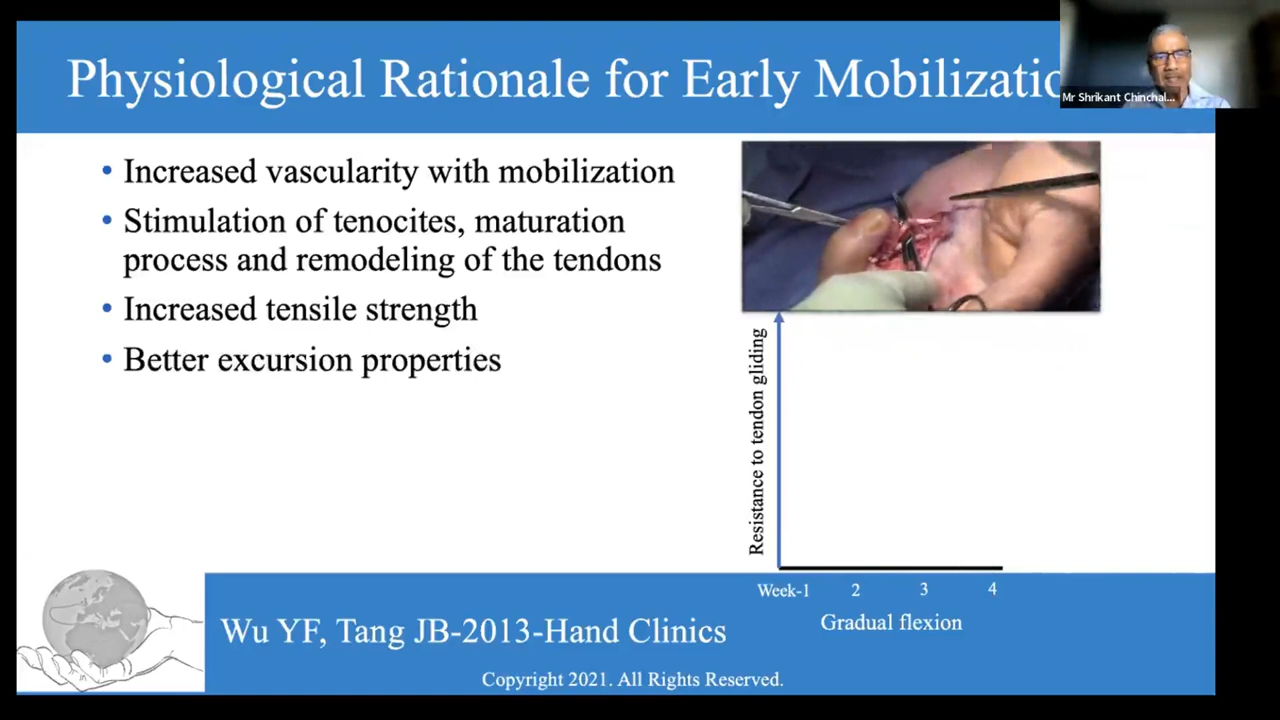 Physiological Rationale for Early Mobilizatio
Mr Shrikant Chinchal...
• Increased vascularity with mobilization
• Stimulation of tenocites, maturation
process and remodeling of the tendons
• Increased tensile strength
• Better excursion properties
Resistance to tendon gliding
Week-1 2 3 4
Gradual flexion
Wu YF, Tang JB-2013-Hand Clinics
Copyright 2021. All Rights Reserved.